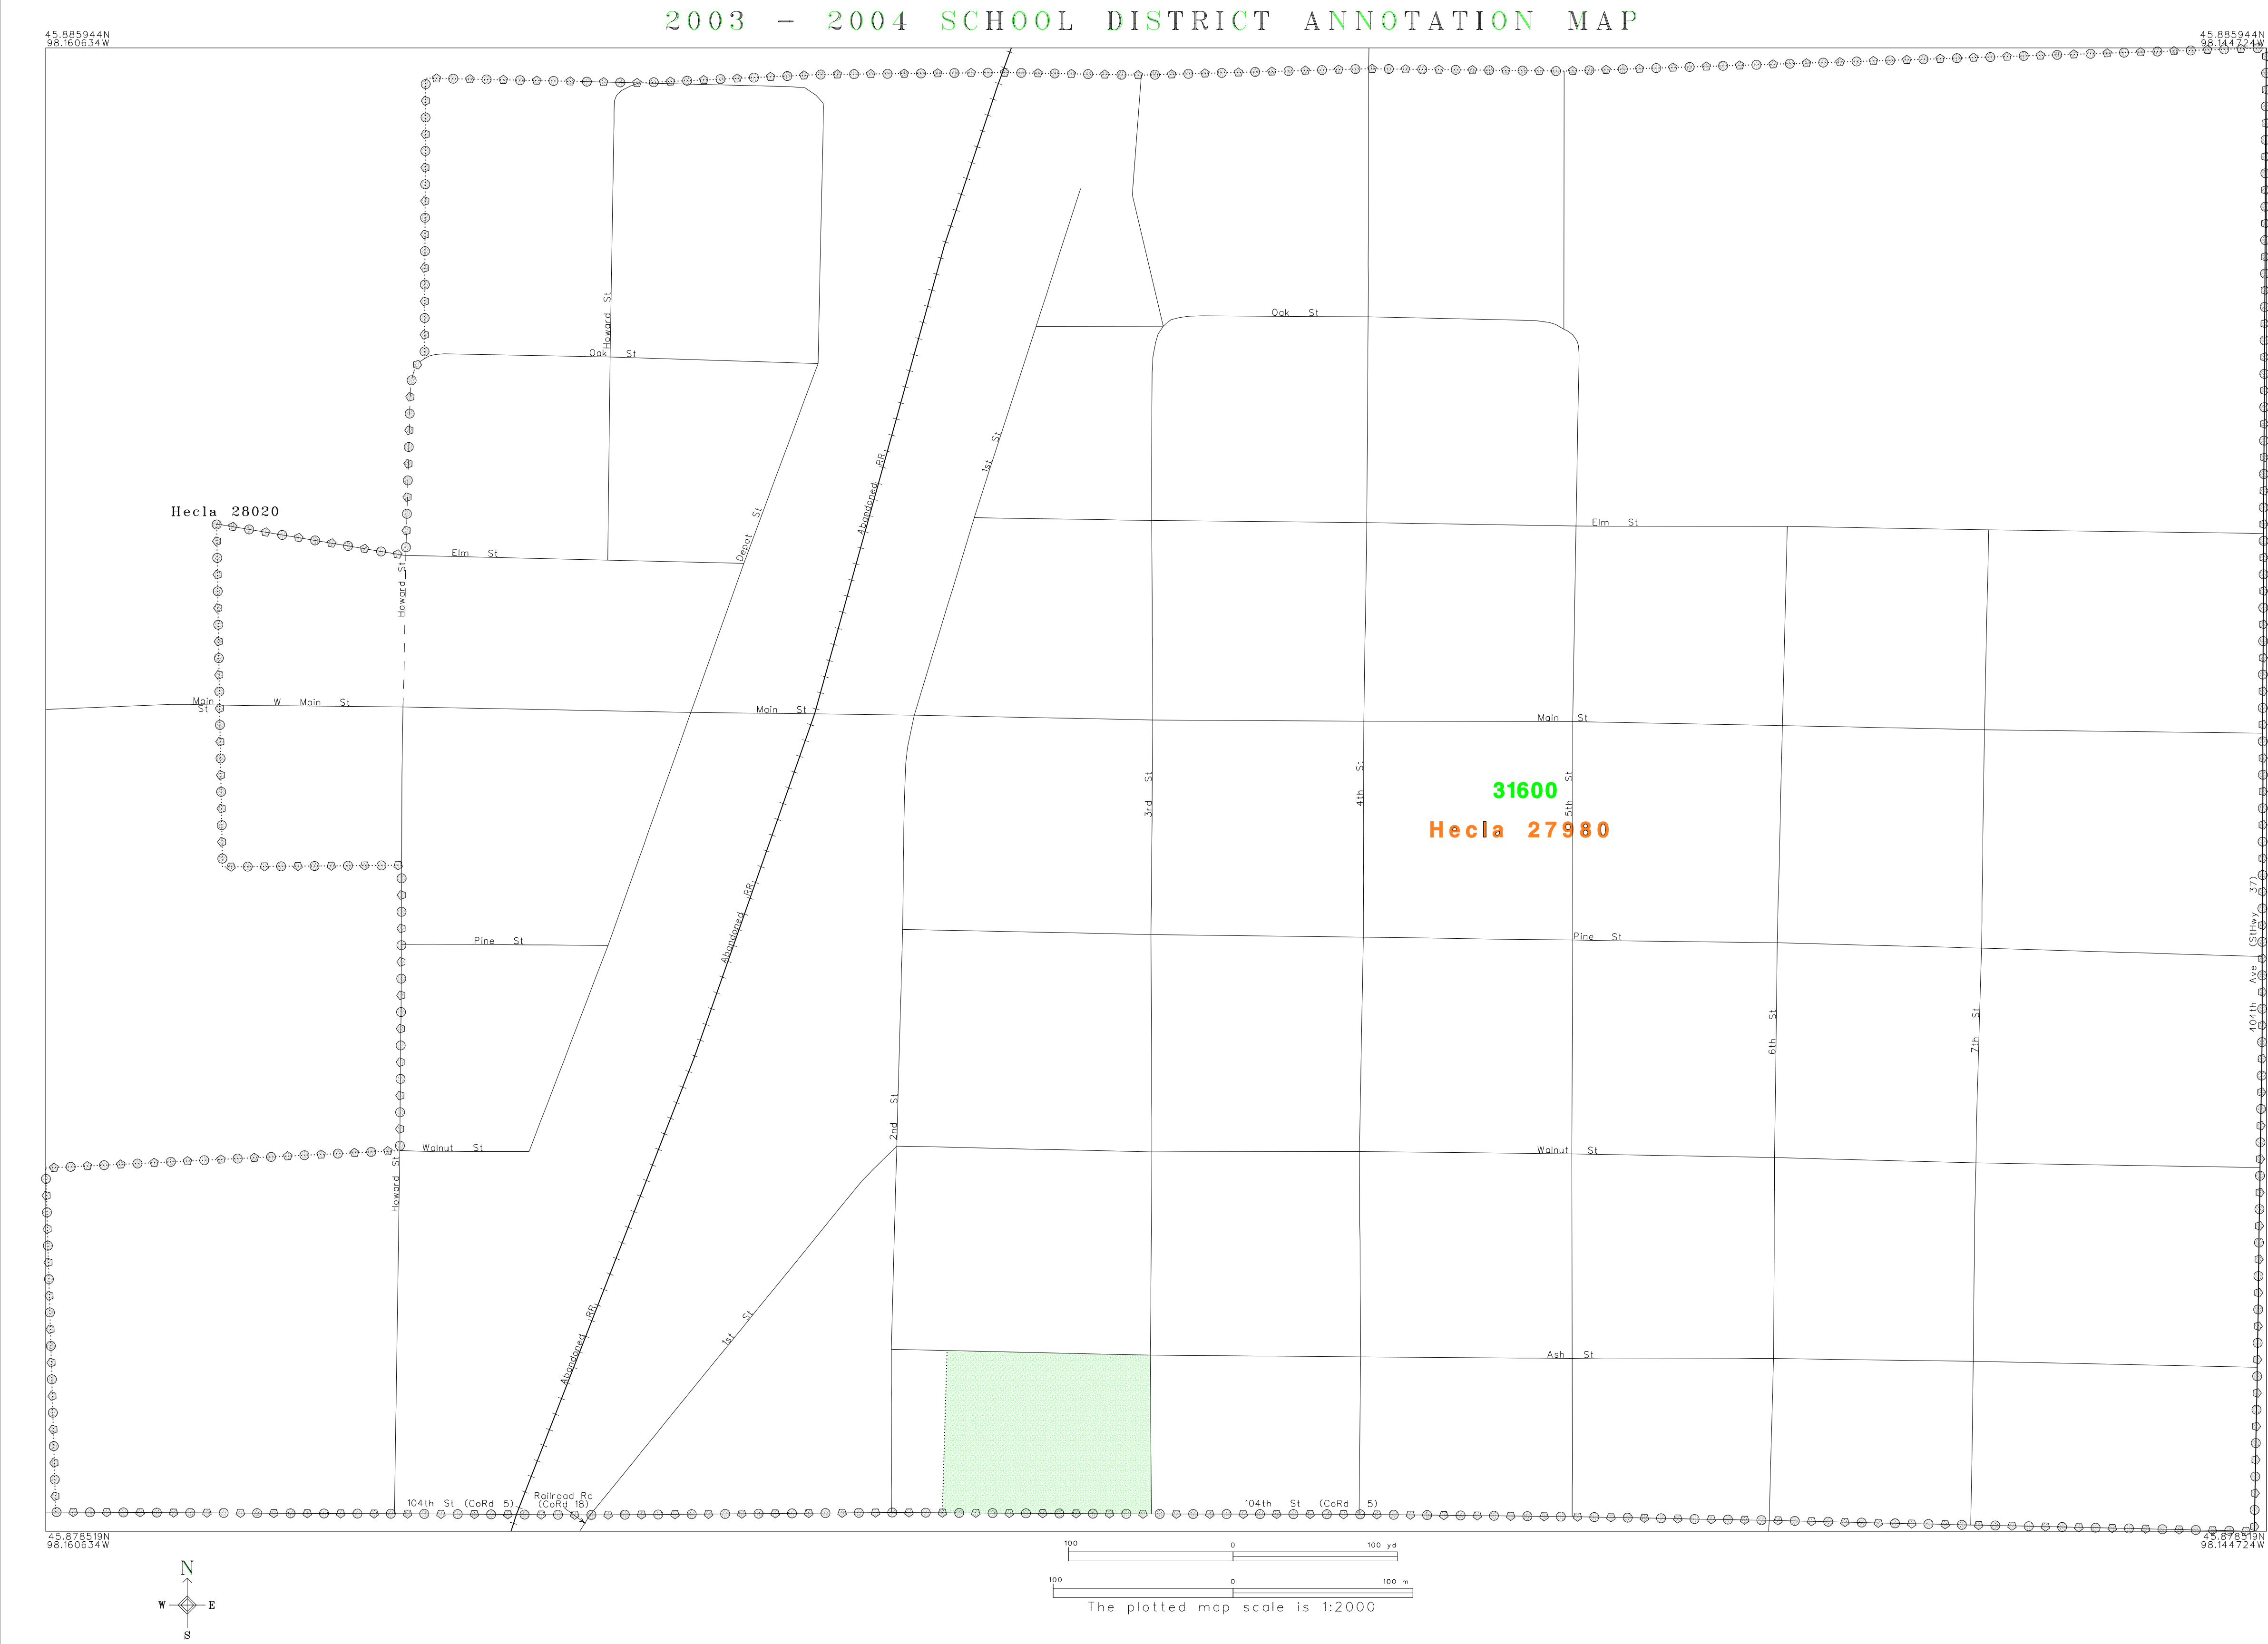 2003 - 2004 SCHOOL DISTRICT ANNOTATION MAP
45.885944N
98.160634W
45.885944N
98.144724W
Howard St
Oak St
Oak St
1st St
Abandoned RR
Hecla 28020
Depot St
Elm St
Elm St
Howard St
Main St
W Main St
Main St
Main St
3rd St
4th St
5th St
31600
Hecla 27980
404th Ave (StHwy 37)
Abandoned RR
Pine St
Pine St
6th St
7th St
2nd St
Walnut St
Walnut St
Howard St
1st St
Abandoned RR
Ash St
104th St (CoRd 5)
Railroad Rd
(CoRd 18)
104th St (CoRd 5)
45.878519N
98.160634W
45.878519N
98.144724W
100 0 100 yd
100 0 100 m
The plotted map scale is 1:2000
N
W E
S